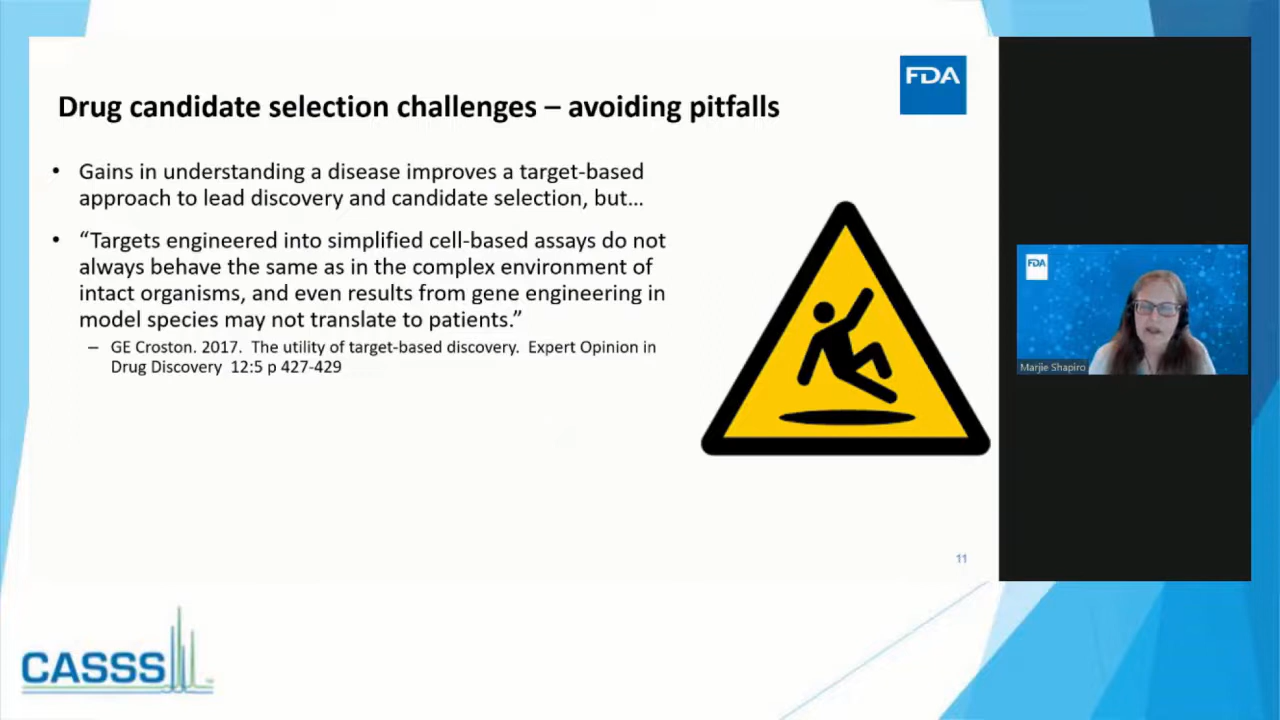 FDA
Drug candidate selection challenges – avoiding pitfalls
• Gains in understanding a disease improves a target-based
approach to lead discovery and candidate selection, but…
• “Targets engineered into simplified cell-based assays do not
always behave the same as in the complex environment of
intact organisms, and even results from gene engineering in
model species may not translate to patients.”
– GE Croston. 2017. The utility of target-based discovery. Expert Opinion in
Drug Discovery 12:5 p 427-429
11
FDA
Marjie Shapiro
CASSS